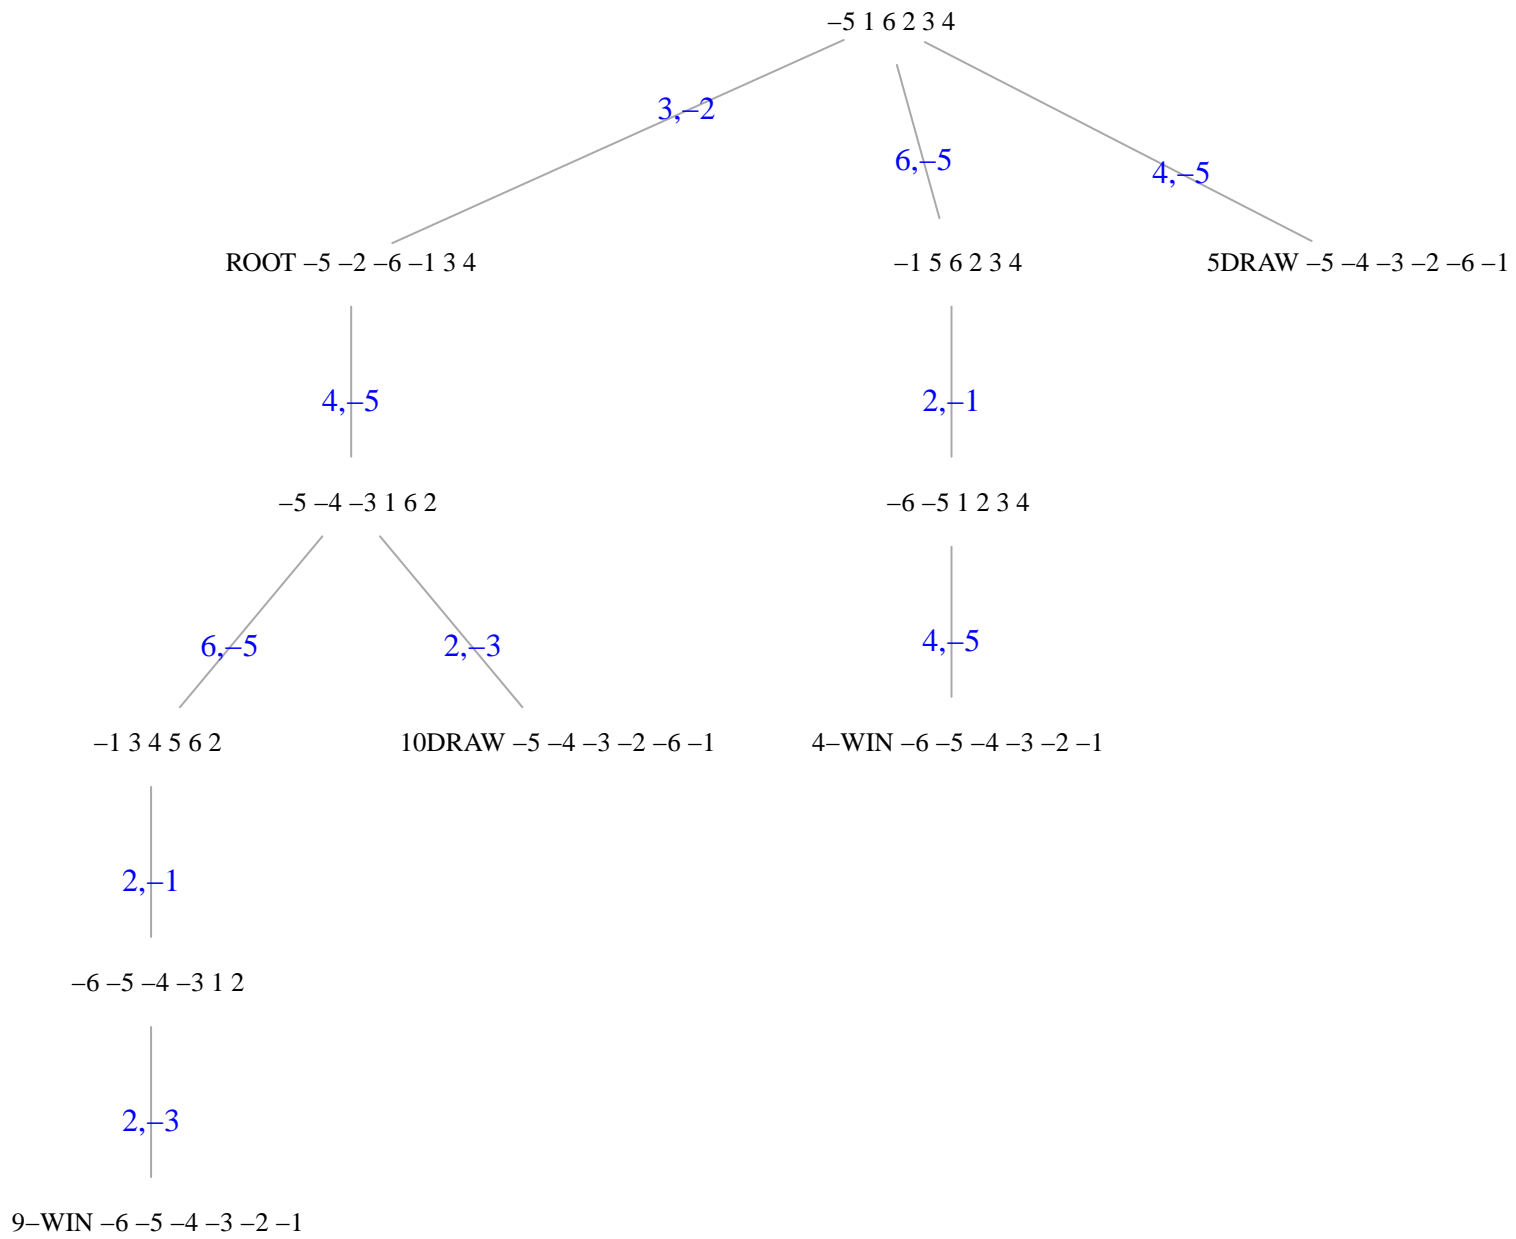 –5 1 6 2 3 4
3,–2
6,–5
4,–5
ROOT –5 –2 –6 –1 3 4
–1 5 6 2 3 4
5DRAW –5 –4 –3 –2 –6 –1
4,–5
2,–1
–5 –4 –3 1 6 2
–6 –5 1 2 3 4
6,–5
2,–3
4,–5
–1 3 4 5 6 2
10DRAW –5 –4 –3 –2 –6 –1
4–WIN –6 –5 –4 –3 –2 –1
2,–1
–6 –5 –4 –3 1 2
2,–3
9–WIN –6 –5 –4 –3 –2 –1